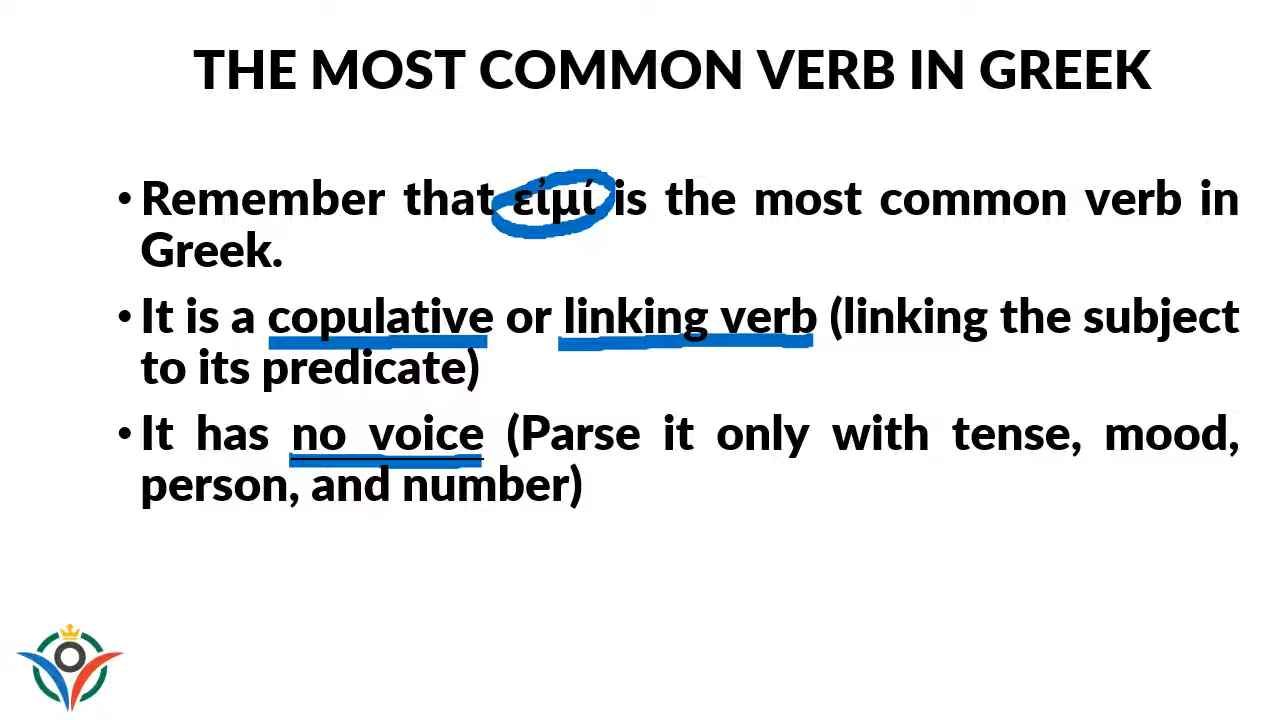 THE MOST COMMON VERB IN GREEK
• Remember that εἰμί is the most common verb in
Greek.
• It is a copulative or linking verb (linking the subject
to its predicate)
• It has no voice (Parse it only with tense, mood,
person, and number)